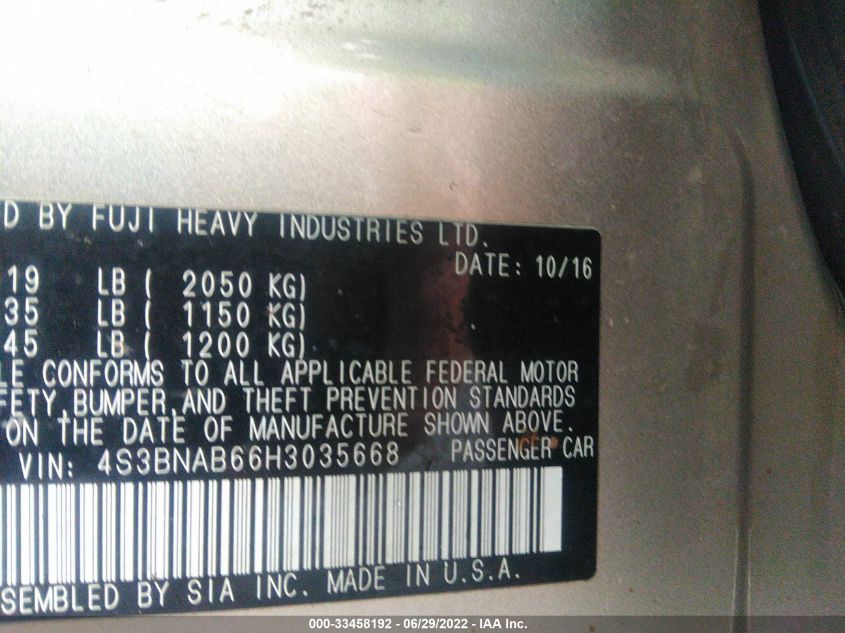 D BY FUJI HEAVY INDUSTRIES LTD.
DATE: 10/16
19 LB ( 2050 KG)
35 LB ( 1150 KG)
45 LB ( 1200 KG)
LE CONFORMS TO ALL APPLICABLE FEDERAL MOTOR
FETY,BUMPER,AND THEFT PREVENTION STANDARDS
ON THE DATE OF MANUFACTURE SHOWN ABOVE.
VIN: 4S3BNAB66H3035668 PASSENGER CAR
SEMBLED BY SIA INC. MADE IN U.S.A.
000-33458192 - 06/29/2022 - IAA Inc.